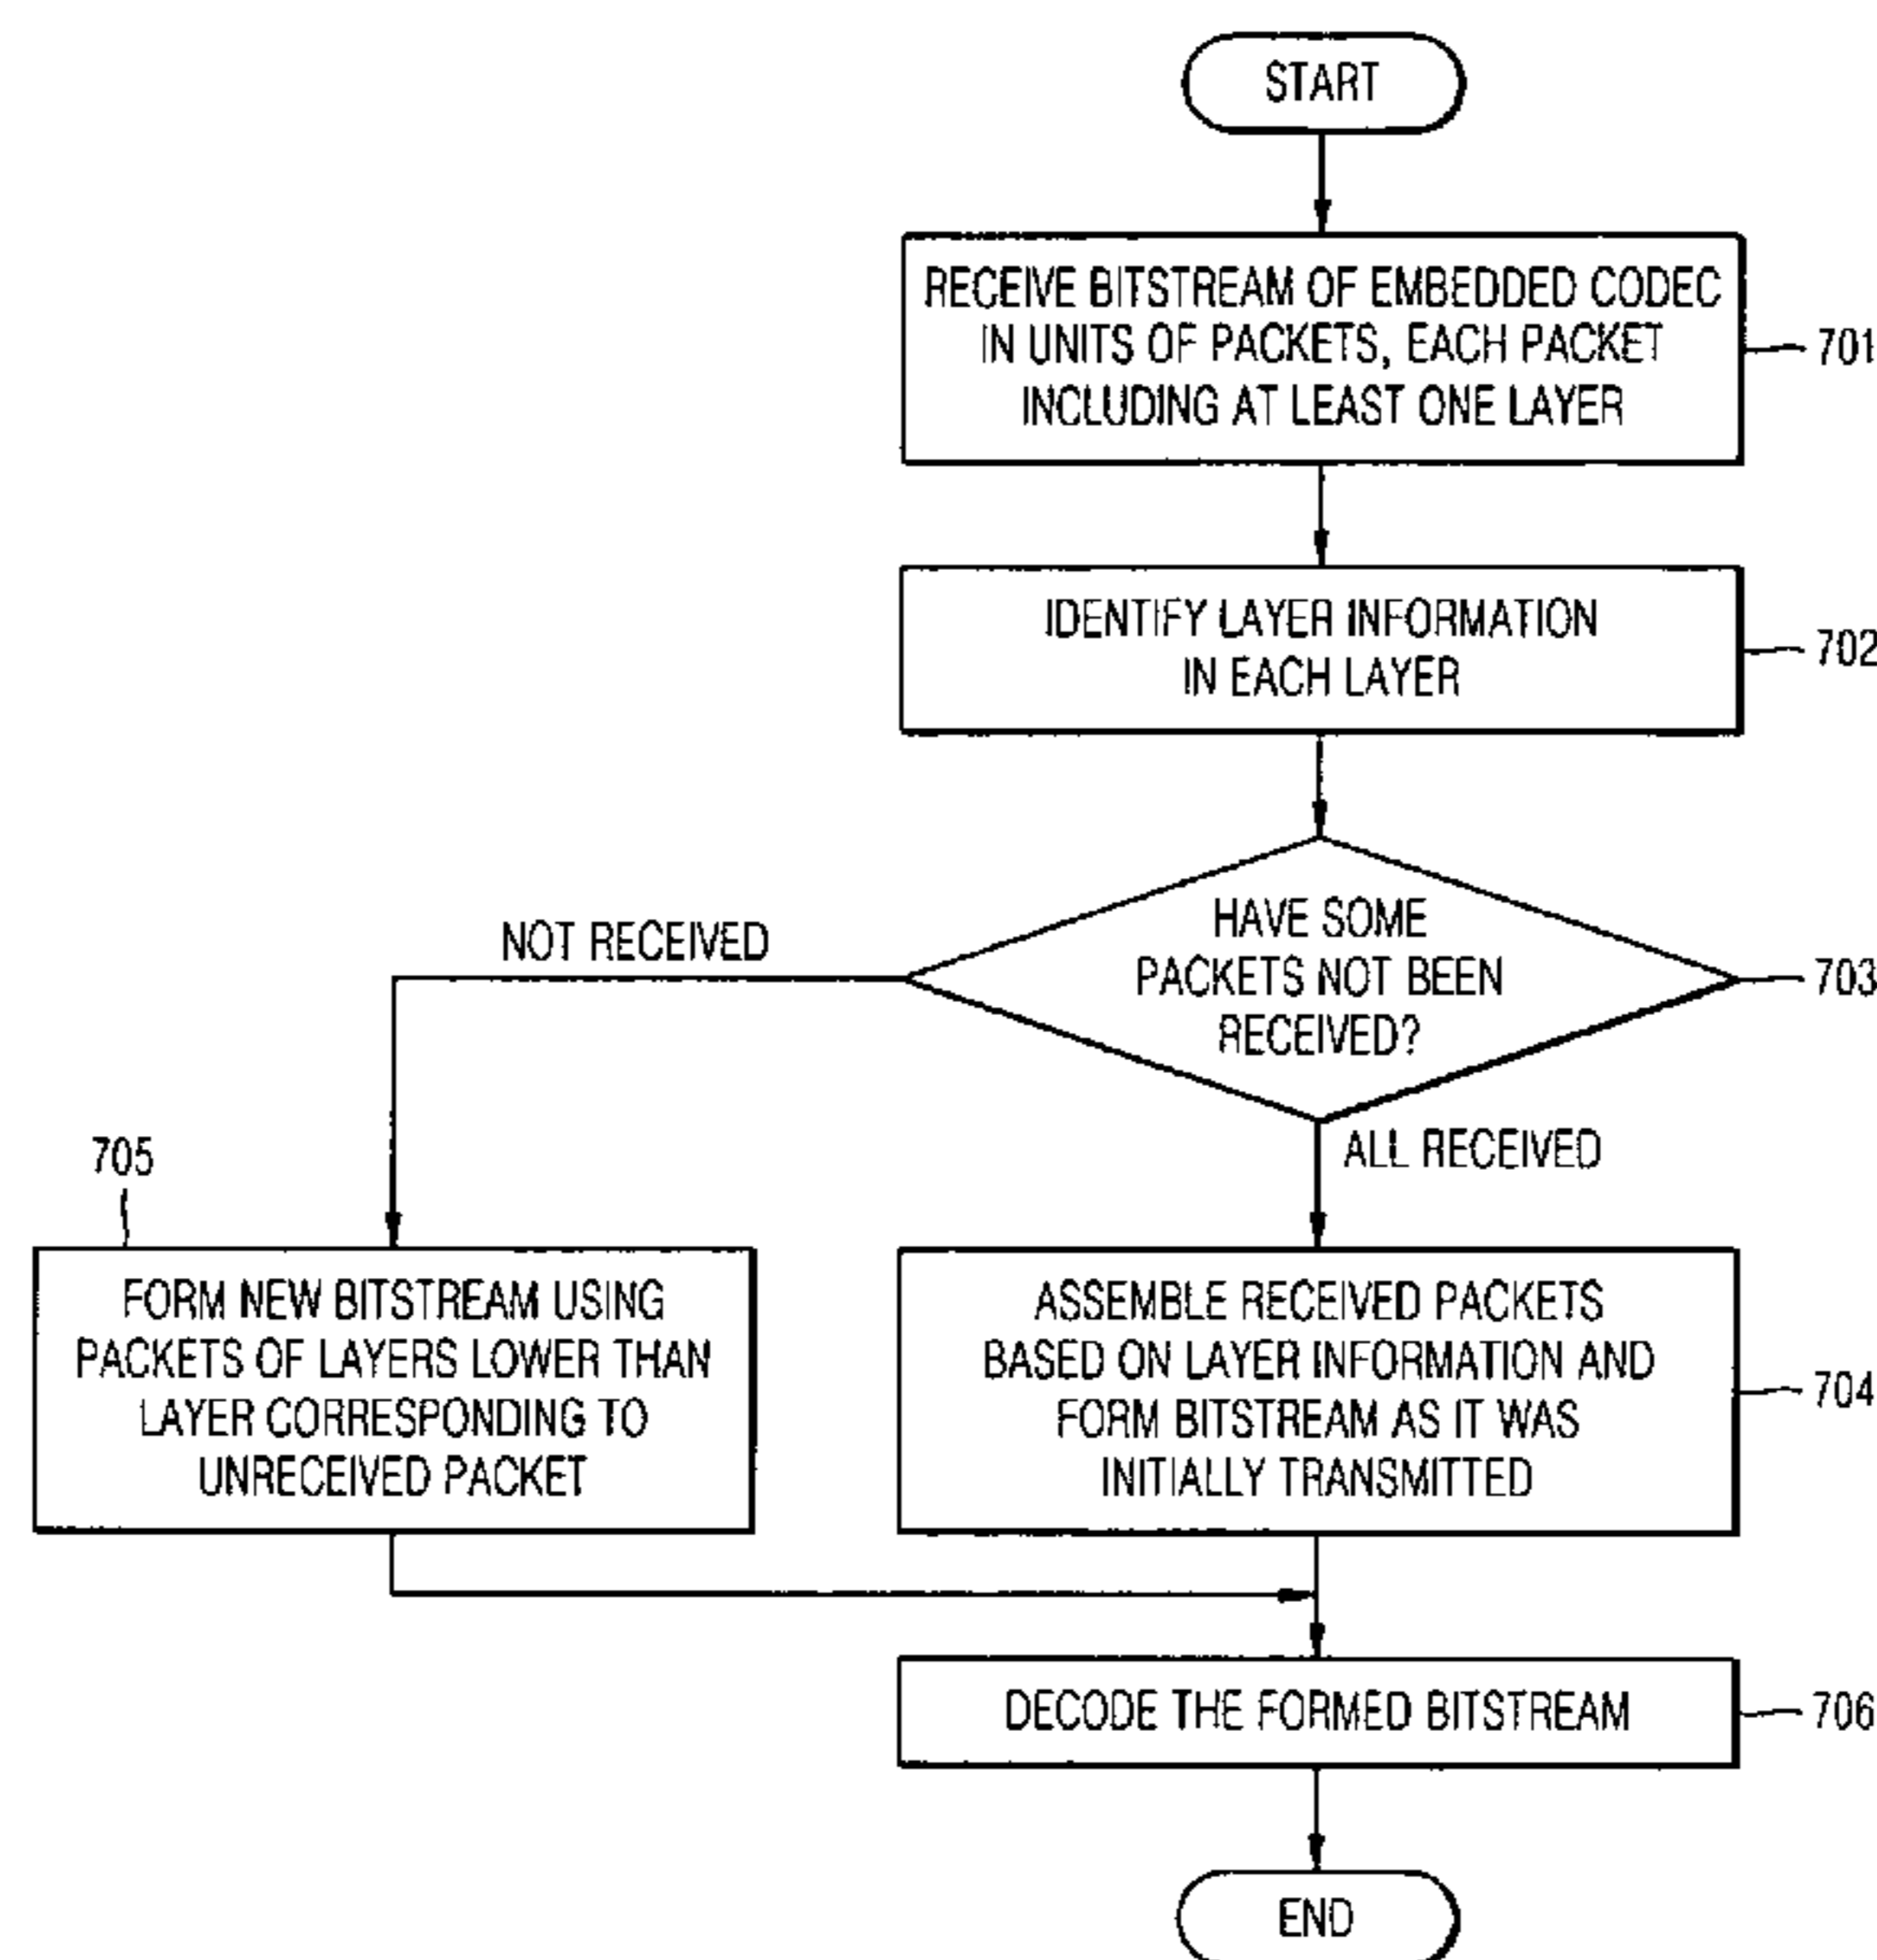 START
RECEIVE BITSTREAM OF EMBEDDED CODEC
IN UNITS OF PACKETS, EACH PACKET
INCLUDING AT LEAST ONE LAYER
701
IDENTIFY LAYER INFORMATION
IN EACH LAYER
702
HAVE SOME
PACKETS NOT BEEN
RECEIVED?
703
NOT RECEIVED
ALL RECEIVED
705
FORM NEW BITSTREAM USING
PACKETS OF LAYERS LOWER THAN
LAYER CORRESPONDING TO
UNRECEIVED PACKET
ASSEMBLE RECEIVED PACKETS
BASED ON LAYER INFORMATION AND
FORM BITSTREAM AS IT WAS
INITIALLY TRANSMITTED
704
DECODE THE FORMED BITSTREAM
706
END